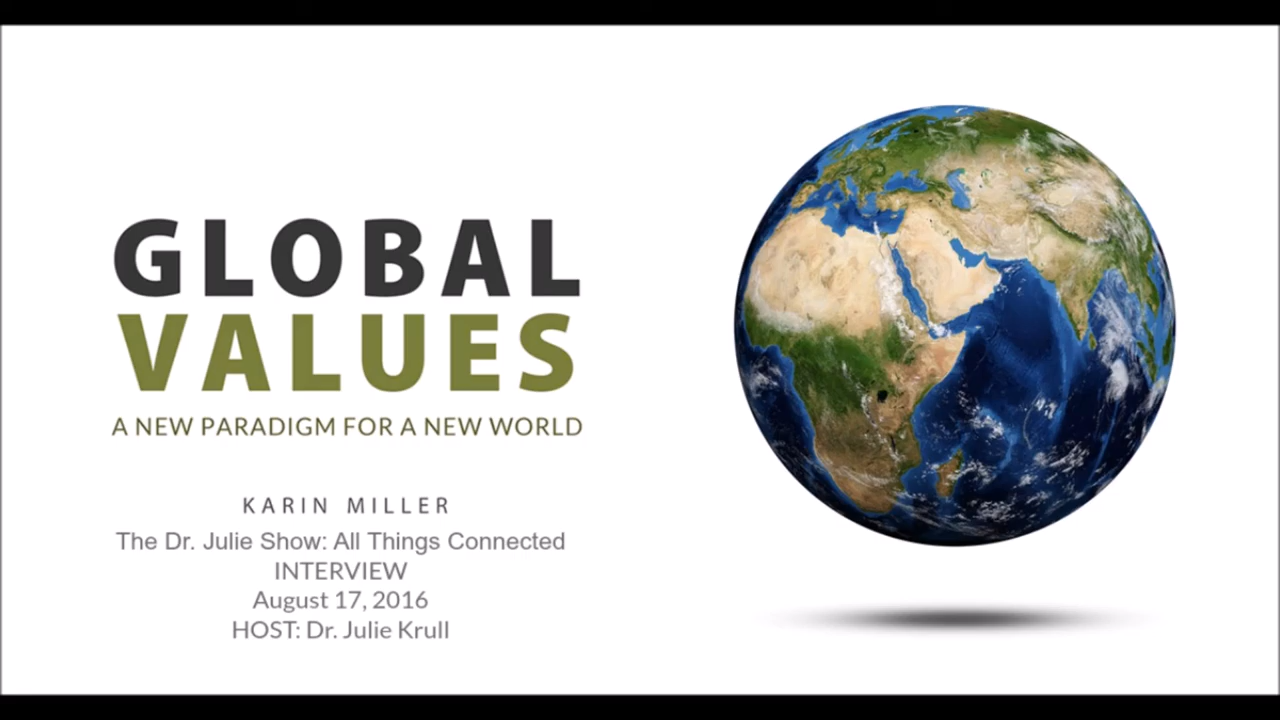 GLOBAL
VALUES
A NEW PARADIGM FOR A NEW WORLD
KARIN MILLER
The Dr. Julie Show: All Things Connected
INTERVIEW
August 17, 2016
HOST: Dr. Julie Krull